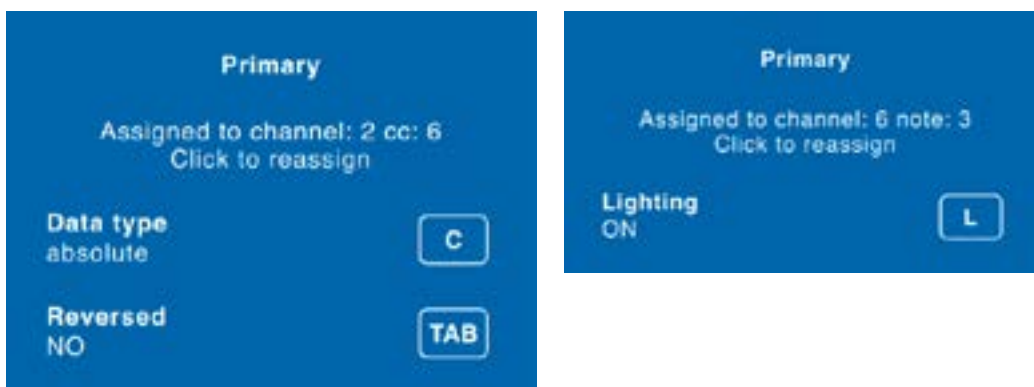 Primary
Assigned to channel: 2 cc: 6
Click to reassign
Data type
absolute
C
Reversed
NO
TAB
Primary
Assigned to channel: 6 note: 3
Click to reassign
Lighting
ON
L